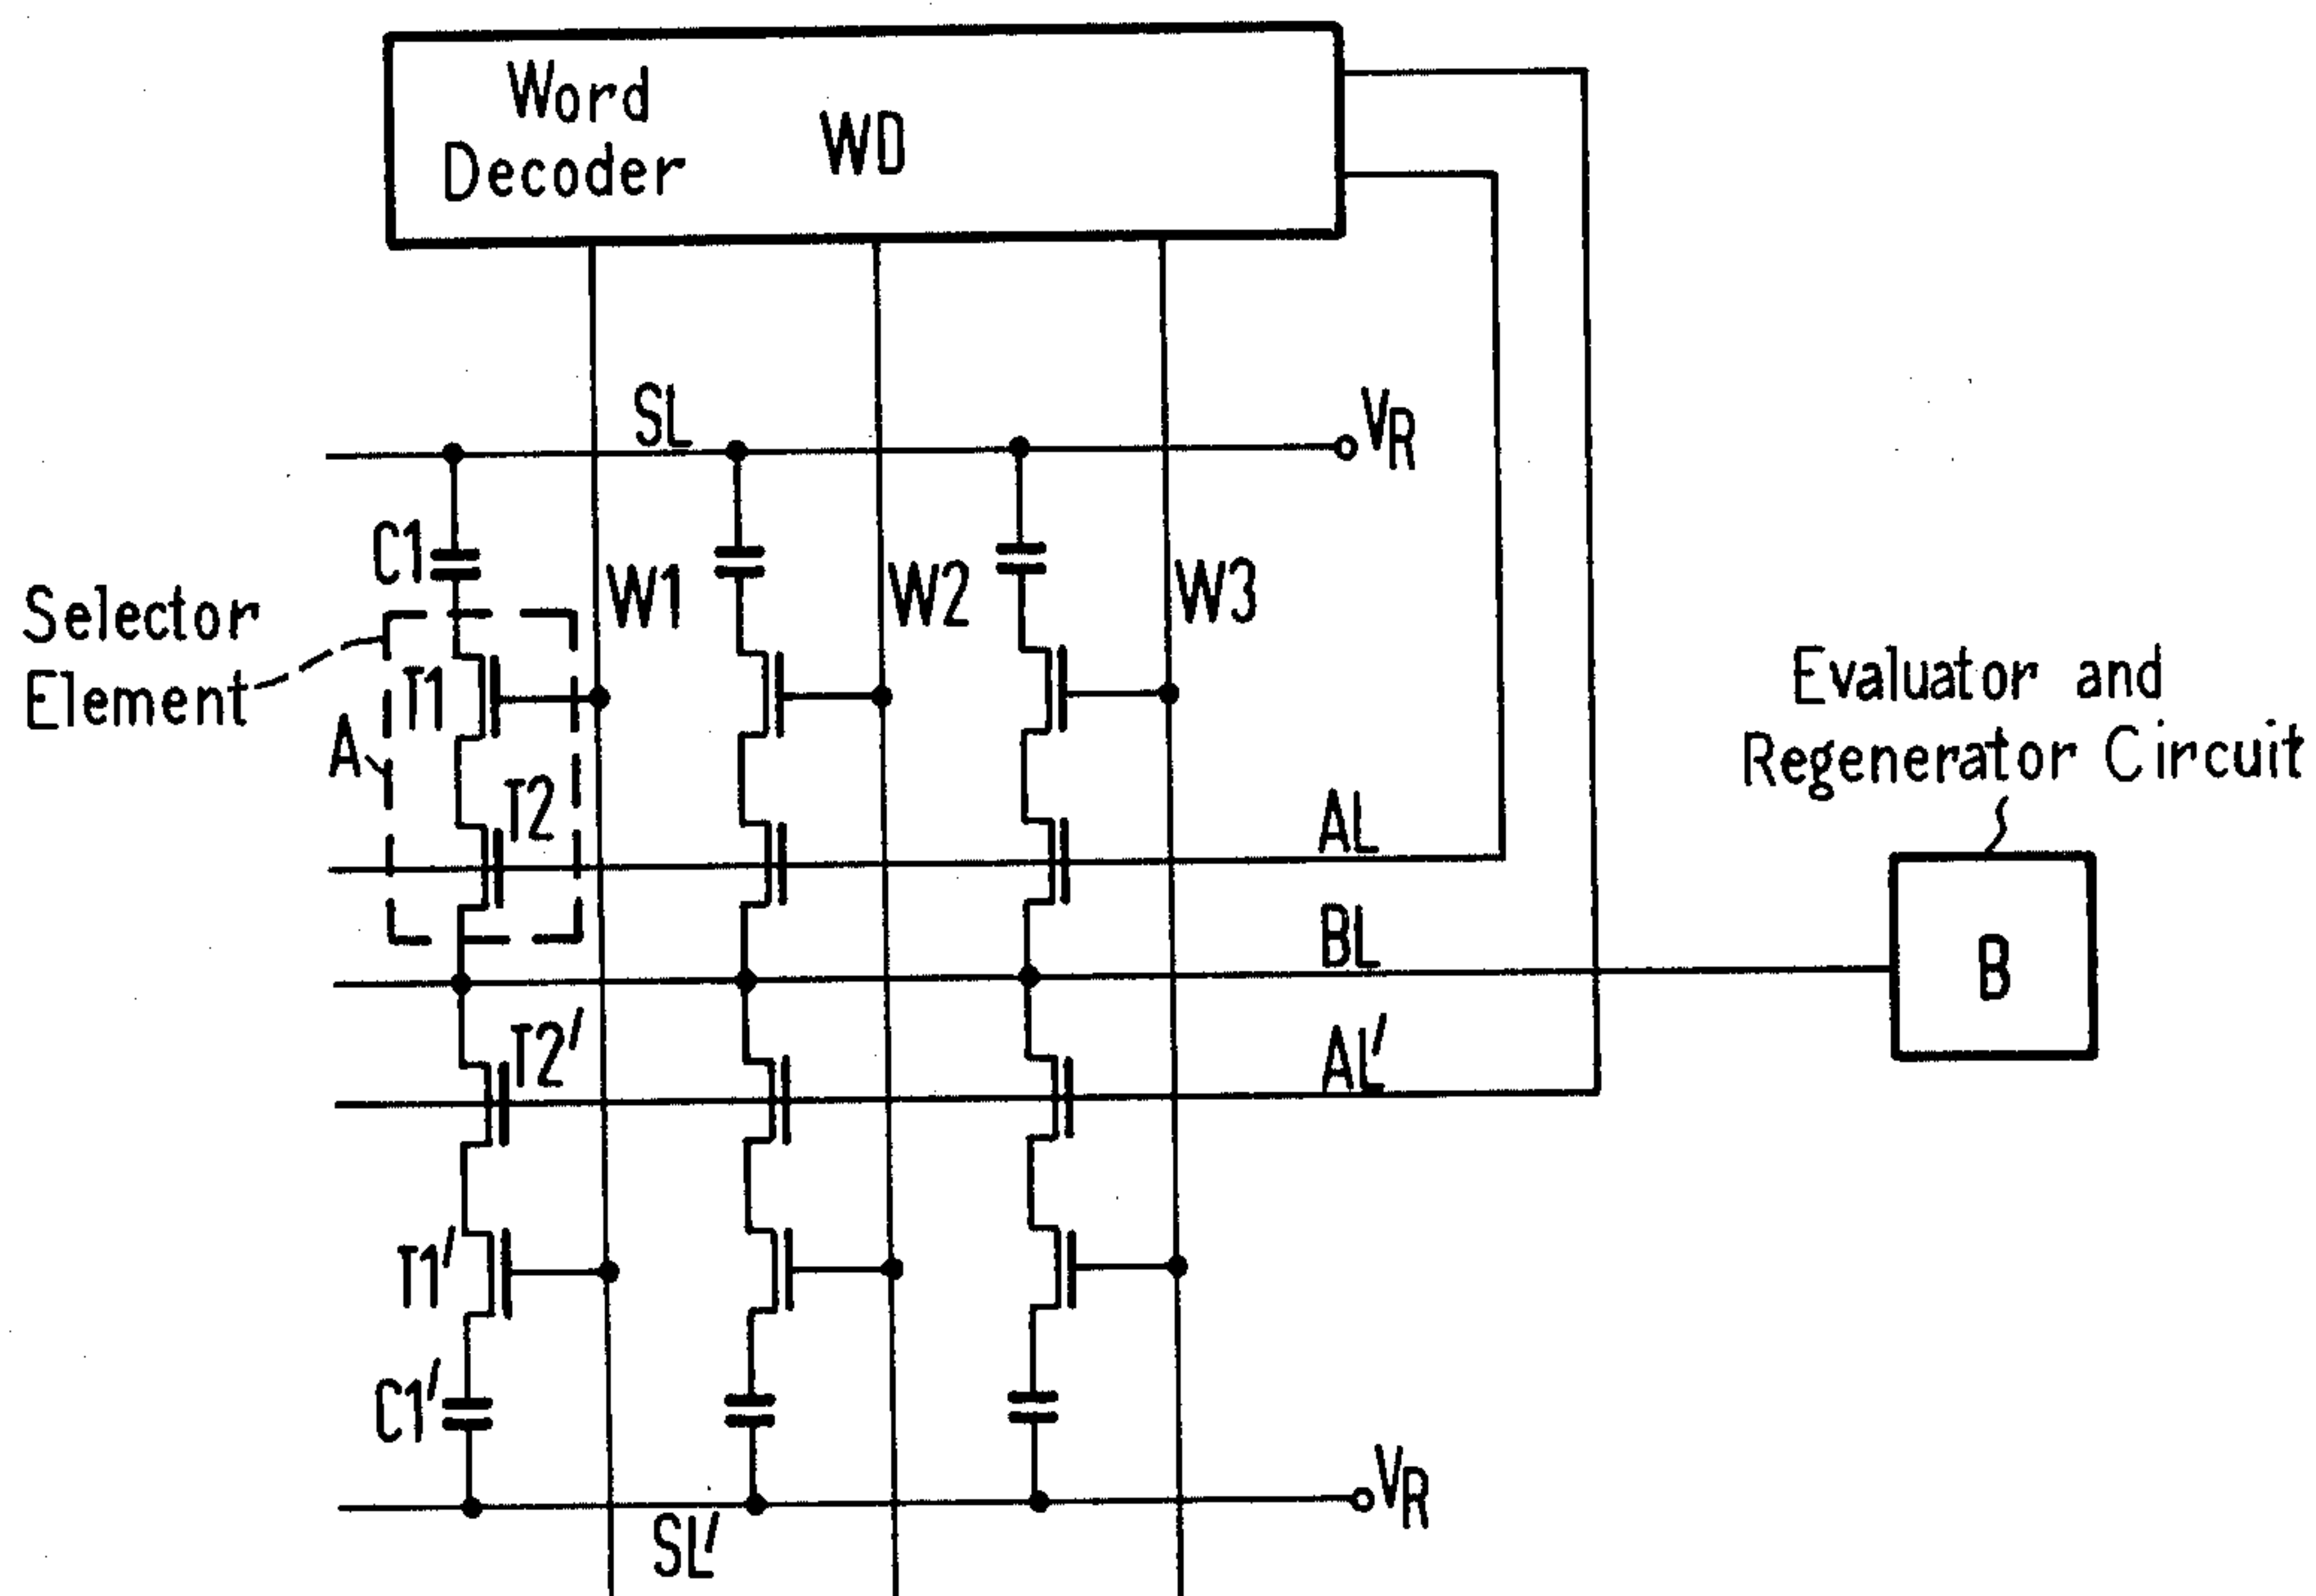 Word
Decoder
WD
SL
VR
C1
W1
W2
W3
Selector
Element
T1
A
T2
Evaluator and
Regenerator Circuit
AL
BL
B
T2'
AL'
T1'
C1'
VR
SL'